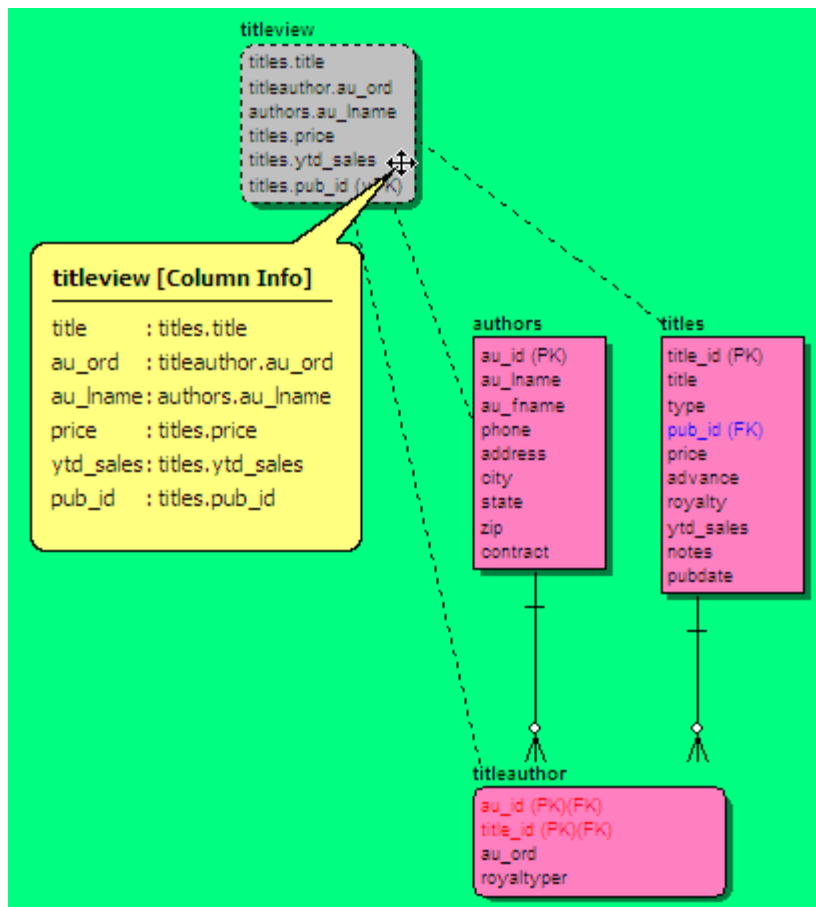 titleview
titles.title
titleauthor.au_ord
authors.au_lname
titles.price
titles.ytd_sales
titles.pub_id
titleview [Column Info]
title : titles.title
au_ord : titleauthor.au_ord
au_lname : authors.au_lname
price : titles.price
ytd_sales : titles.ytd_sales
pub_id : titles.pub_id
authors
au_id (PK)
au_lname
au_fname
phone
address
city
state
zip
contract
titles
title_id (PK)
title
type
pub_id (FK)
price
advance
royalty
ytd_sales
notes
pubdate
titleauthor
au_id (PK)(FK)
title_id (PK)(FK)
au_ord
royaltyper